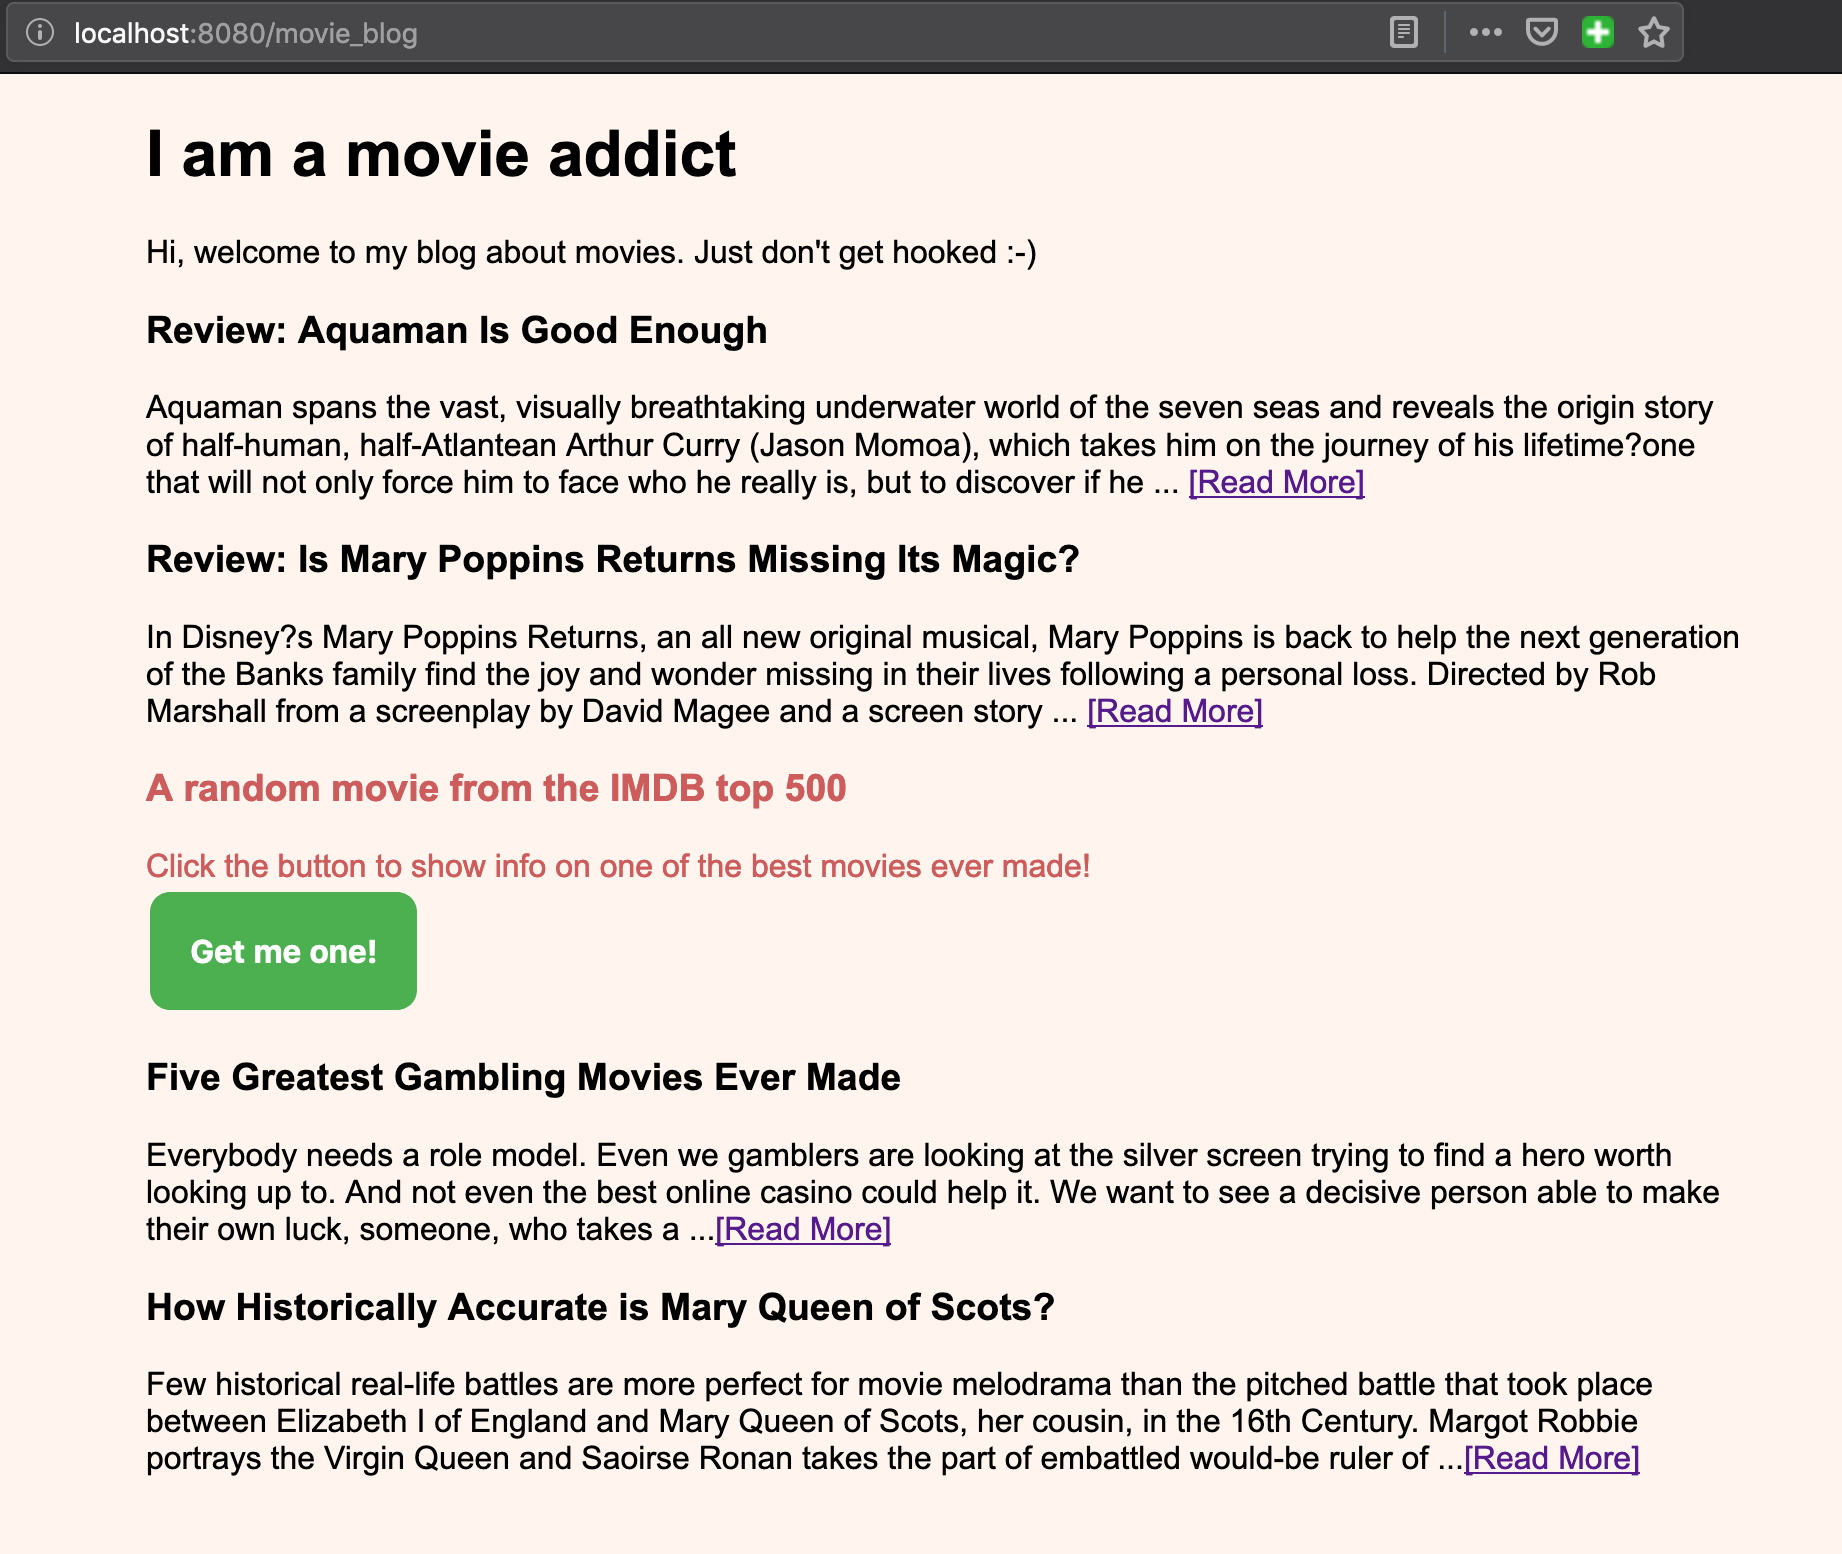 localhost:8080/movie_blog
I am a movie addict
Hi, welcome to my blog about movies. Just don't get hooked :-)
Review: Aquaman Is Good Enough
Aquaman spans the vast, visually breathtaking underwater world of the seven seas and reveals the origin story
of half-human, half-Atlantean Arthur Curry (Jason Momoa), which takes him on the journey of his lifetime?one
that will not only force him to face who he really is, but to discover if he ... [Read More]
Review: Is Mary Poppins Returns Missing Its Magic?
In Disney?s Mary Poppins Returns, an all new original musical, Mary Poppins is back to help the next generation
of the Banks family find the joy and wonder missing in their lives following a personal loss. Directed by Rob
Marshall from a screenplay by David Magee and a screen story ... [Read More]
A random movie from the IMDB top 500
Click the button to show info on one of the best movies ever made!
Get me one!
Five Greatest Gambling Movies Ever Made
Everybody needs a role model. Even we gamblers are looking at the silver screen trying to find a hero worth
looking up to. And not even the best online casino could help it. We want to see a decisive person able to make
their own luck, someone, who takes a ...[Read More]
How Historically Accurate is Mary Queen of Scots?
Few historical real-life battles are more perfect for movie melodrama than the pitched battle that took place
between Elizabeth I of England and Mary Queen of Scots, her cousin, in the 16th Century. Margot Robbie
portrays the Virgin Queen and Saoirse Ronan takes the part of embattled would-be ruler of ...[Read More]